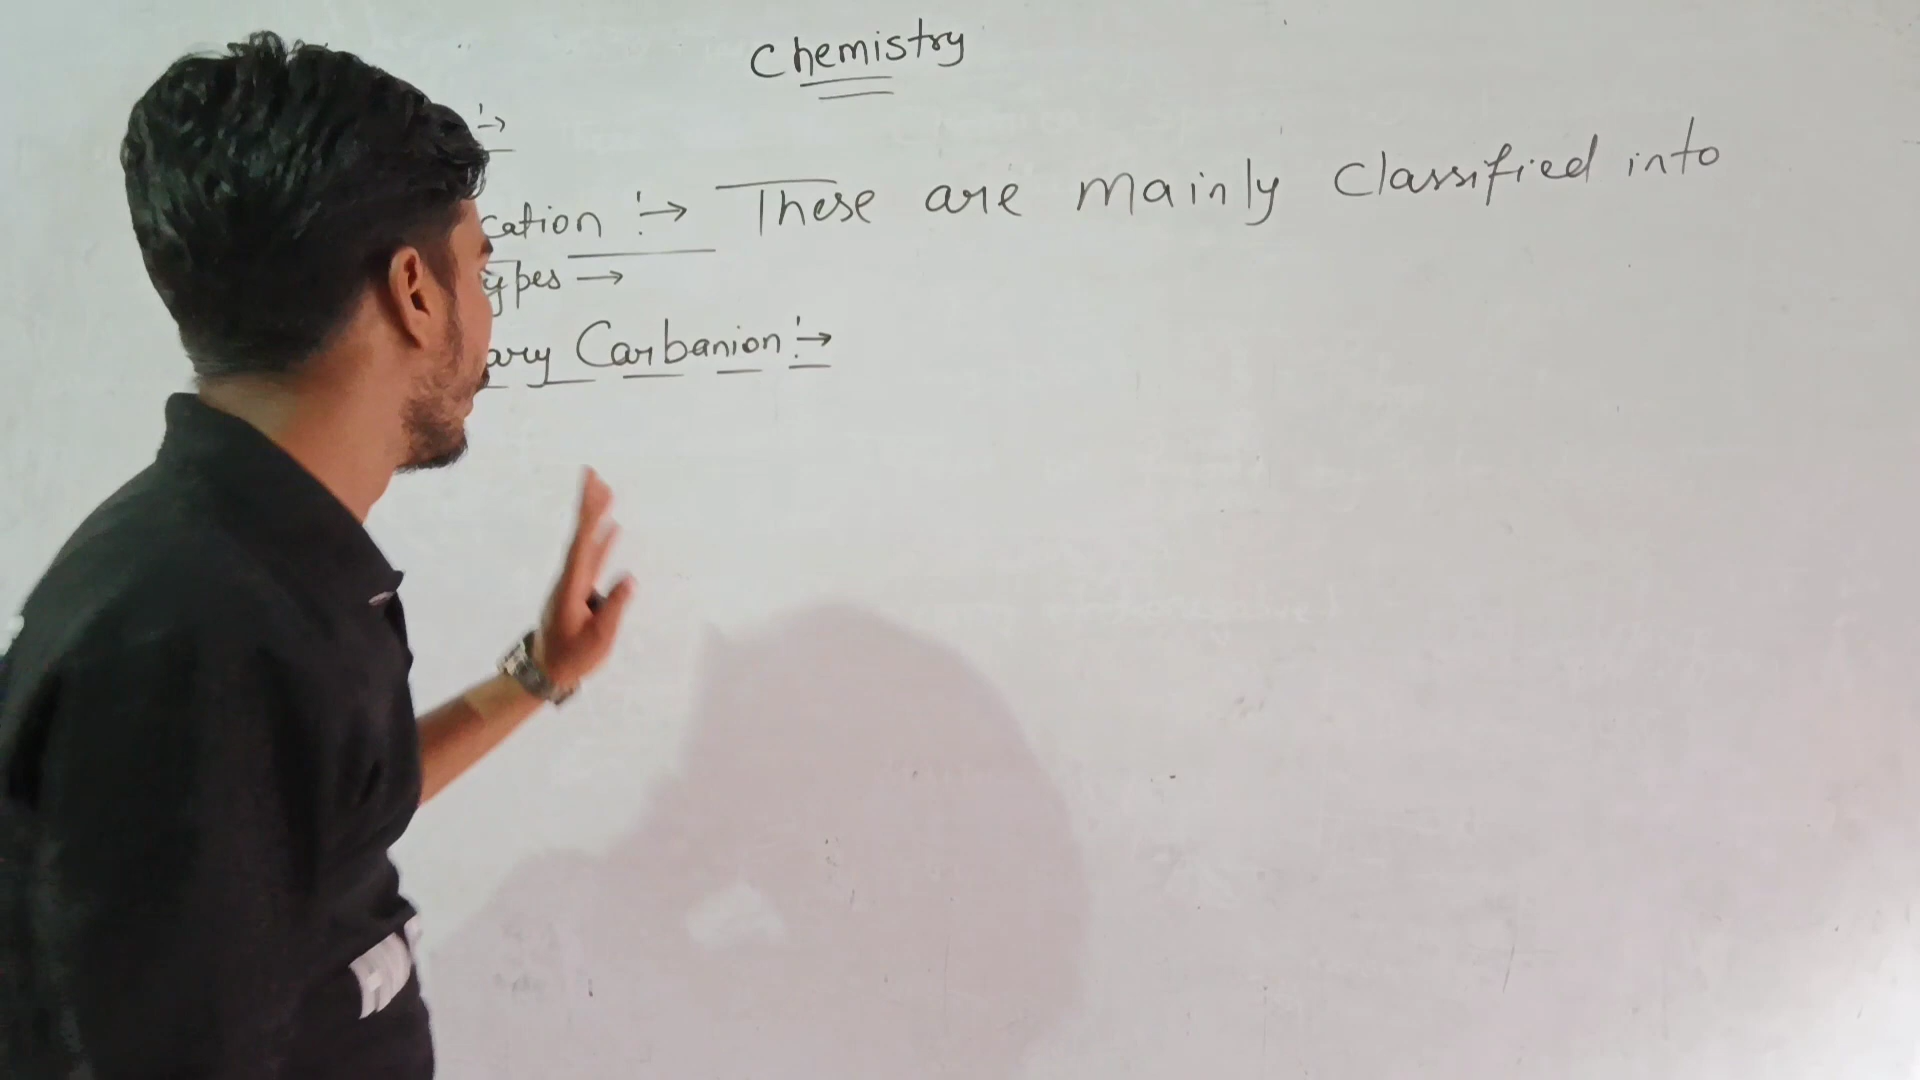 Chemistry
:→
cation :→ These are mainly classified into
ypes →
ary Carbanion :→